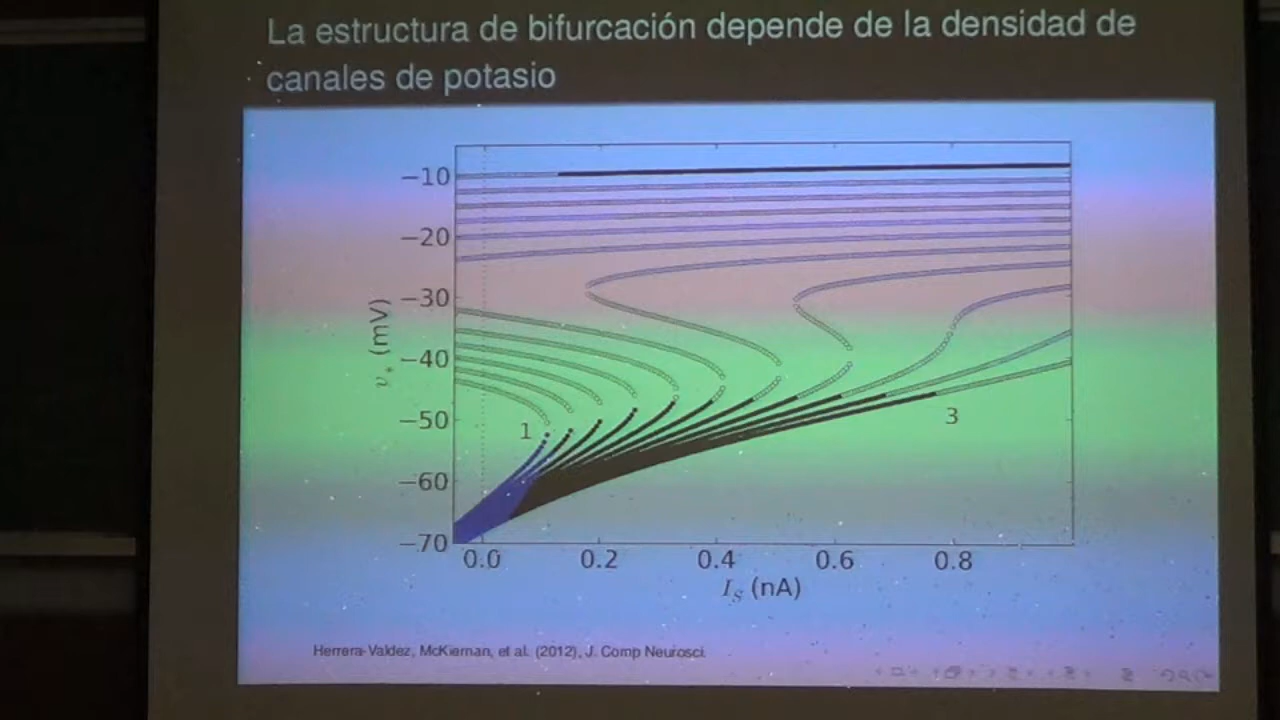 La estructura de bifurcación depende de la densidad de
canales de potasio
−10
−20
−30
−40
−50
−60
−70
v* (mV)
1
3
0.0 0.2 0.4 0.6 0.8
I_S (nA)
Herrera-Valdez, McKiernan, et al. (2012), J. Comp Neurosci.